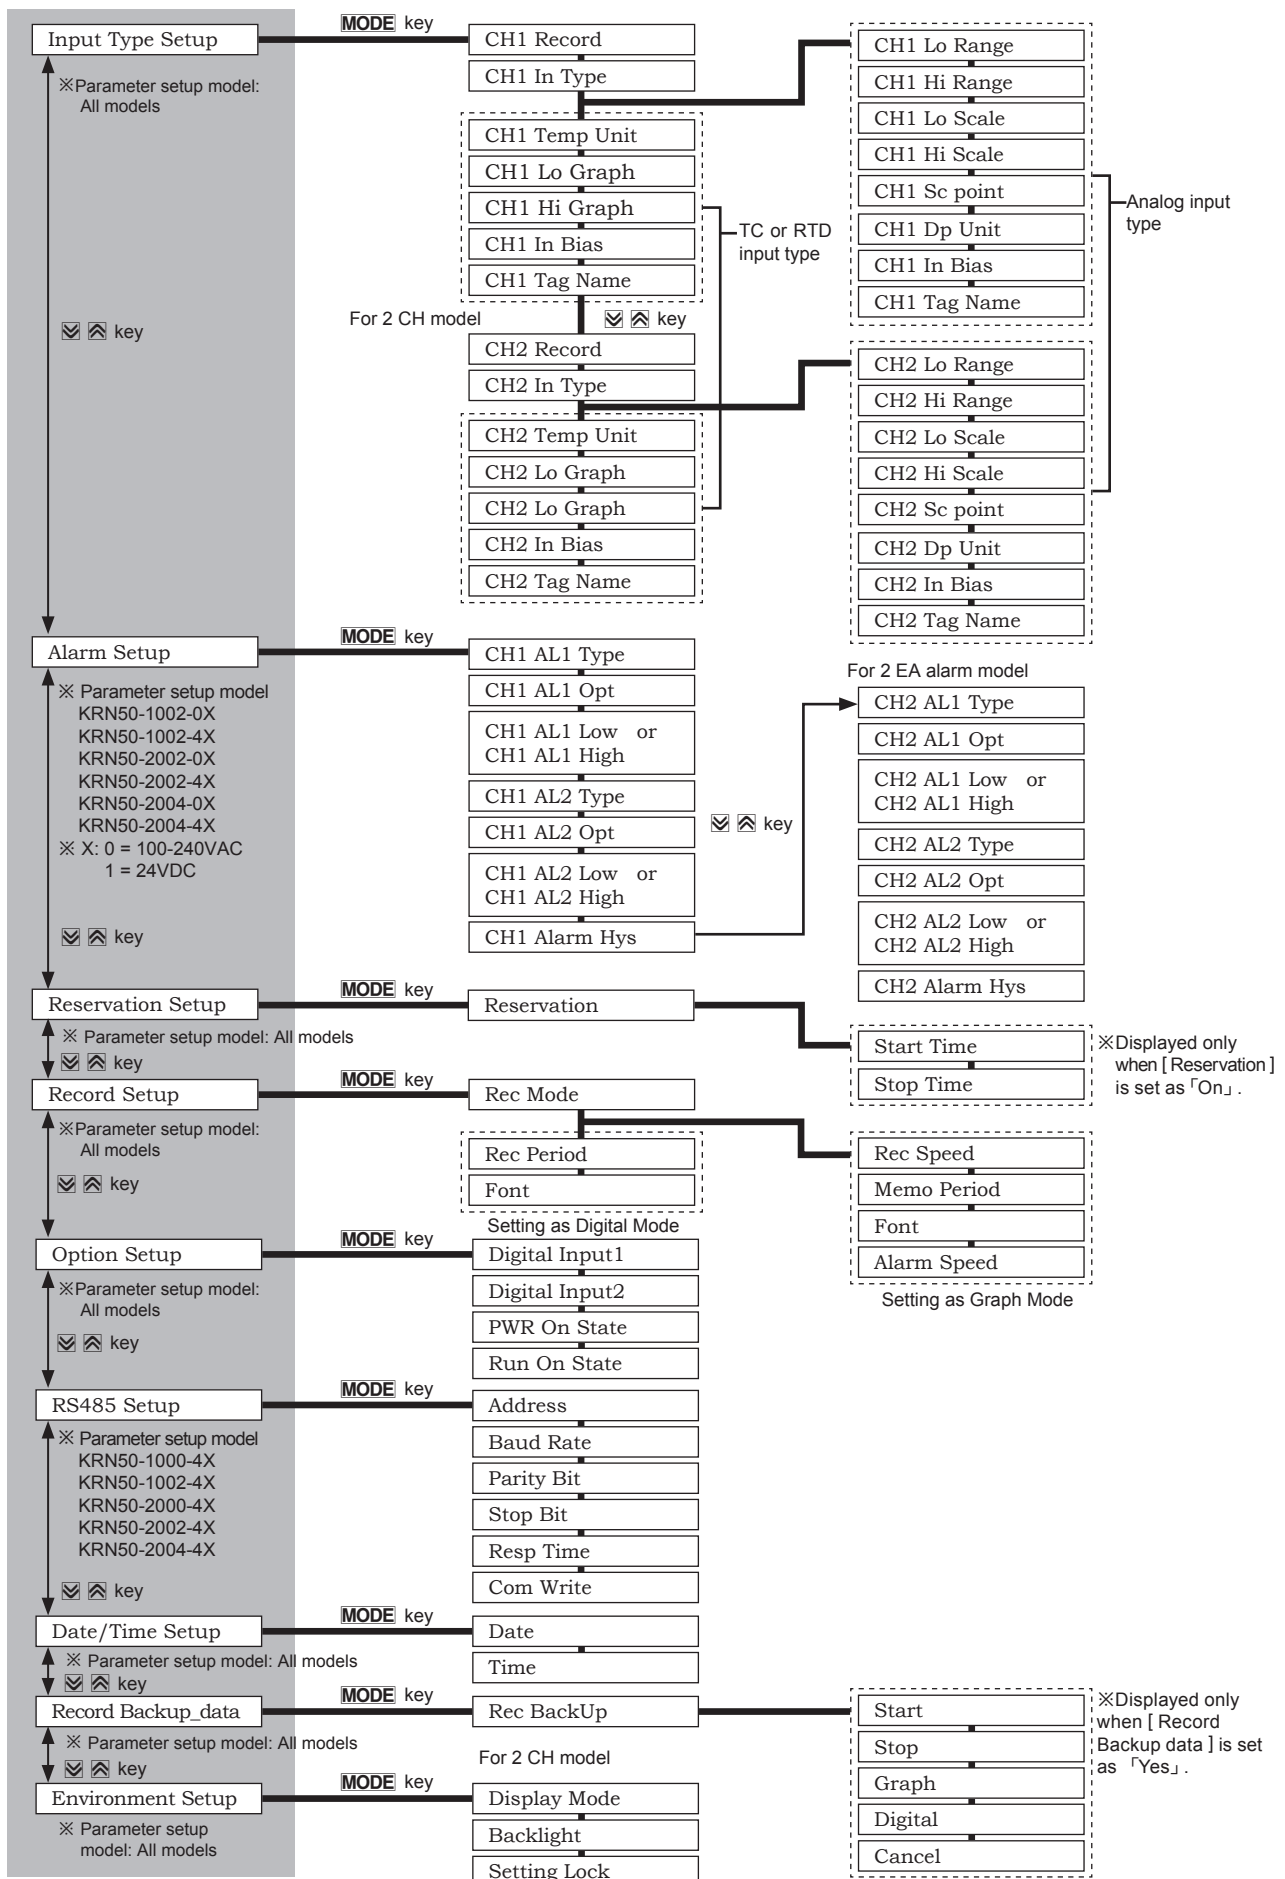 Input Type Setup
MODE key
※Parameter setup model:
All models
key
CH1 Record
CH1 In Type
CH1 Temp Unit
CH1 Lo Graph
CH1 Hi Graph
CH1 In Bias
CH1 Tag Name
TC or RTD
input type
For 2 CH model
key
CH2 Record
CH2 In Type
CH2 Temp Unit
CH2 Lo Graph
CH2 Lo Graph
CH2 In Bias
CH2 Tag Name
CH1 Lo Range
CH1 Hi Range
CH1 Lo Scale
CH1 Hi Scale
CH1 Sc point
CH1 Dp Unit
CH1 In Bias
CH1 Tag Name
Analog input
type
CH2 Lo Range
CH2 Hi Range
CH2 Lo Scale
CH2 Hi Scale
CH2 Sc point
CH2 Dp Unit
CH2 In Bias
CH2 Tag Name
Alarm Setup
MODE key
※ Parameter setup model
KRN50-1002-0X
KRN50-1002-4X
KRN50-2002-0X
KRN50-2002-4X
KRN50-2004-0X
KRN50-2004-4X
※ X: 0 = 100-240VAC
1 = 24VDC
key
CH1 AL1 Type
CH1 AL1 Opt
CH1 AL1 Low or
CH1 AL1 High
CH1 AL2 Type
CH1 AL2 Opt
CH1 AL2 Low or
CH1 AL2 High
CH1 Alarm Hys
key
For 2 EA alarm model
CH2 AL1 Type
CH2 AL1 Opt
CH2 AL1 Low or
CH2 AL1 High
CH2 AL2 Type
CH2 AL2 Opt
CH2 AL2 Low or
CH2 AL2 High
CH2 Alarm Hys
Reservation Setup
MODE key
※ Parameter setup model: All models
key
Reservation
Start Time
Stop Time
※Displayed only
when [ Reservation ]
is set as「On」.
Record Setup
MODE key
※Parameter setup model:
All models
key
Rec Mode
Rec Period
Font
Setting as Digital Mode
Rec Speed
Memo Period
Font
Alarm Speed
Setting as Graph Mode
Option Setup
MODE key
※Parameter setup model:
All models
key
Digital Input1
Digital Input2
PWR On State
Run On State
RS485 Setup
MODE key
※ Parameter setup model
KRN50-1000-4X
KRN50-1002-4X
KRN50-2000-4X
KRN50-2002-4X
KRN50-2004-4X
key
Address
Baud Rate
Parity Bit
Stop Bit
Resp Time
Com Write
Date/Time Setup
MODE key
※ Parameter setup model: All models
key
Date
Time
Record Backup_data
MODE key
※ Parameter setup model: All models
key
Rec BackUp
Start
Stop
Graph
Digital
Cancel
※Displayed only
when [ Record
Backup data ] is set
as 「Yes」.
For 2 CH model
Environment Setup
MODE key
※ Parameter setup
model: All models
Display Mode
Backlight
Setting Lock